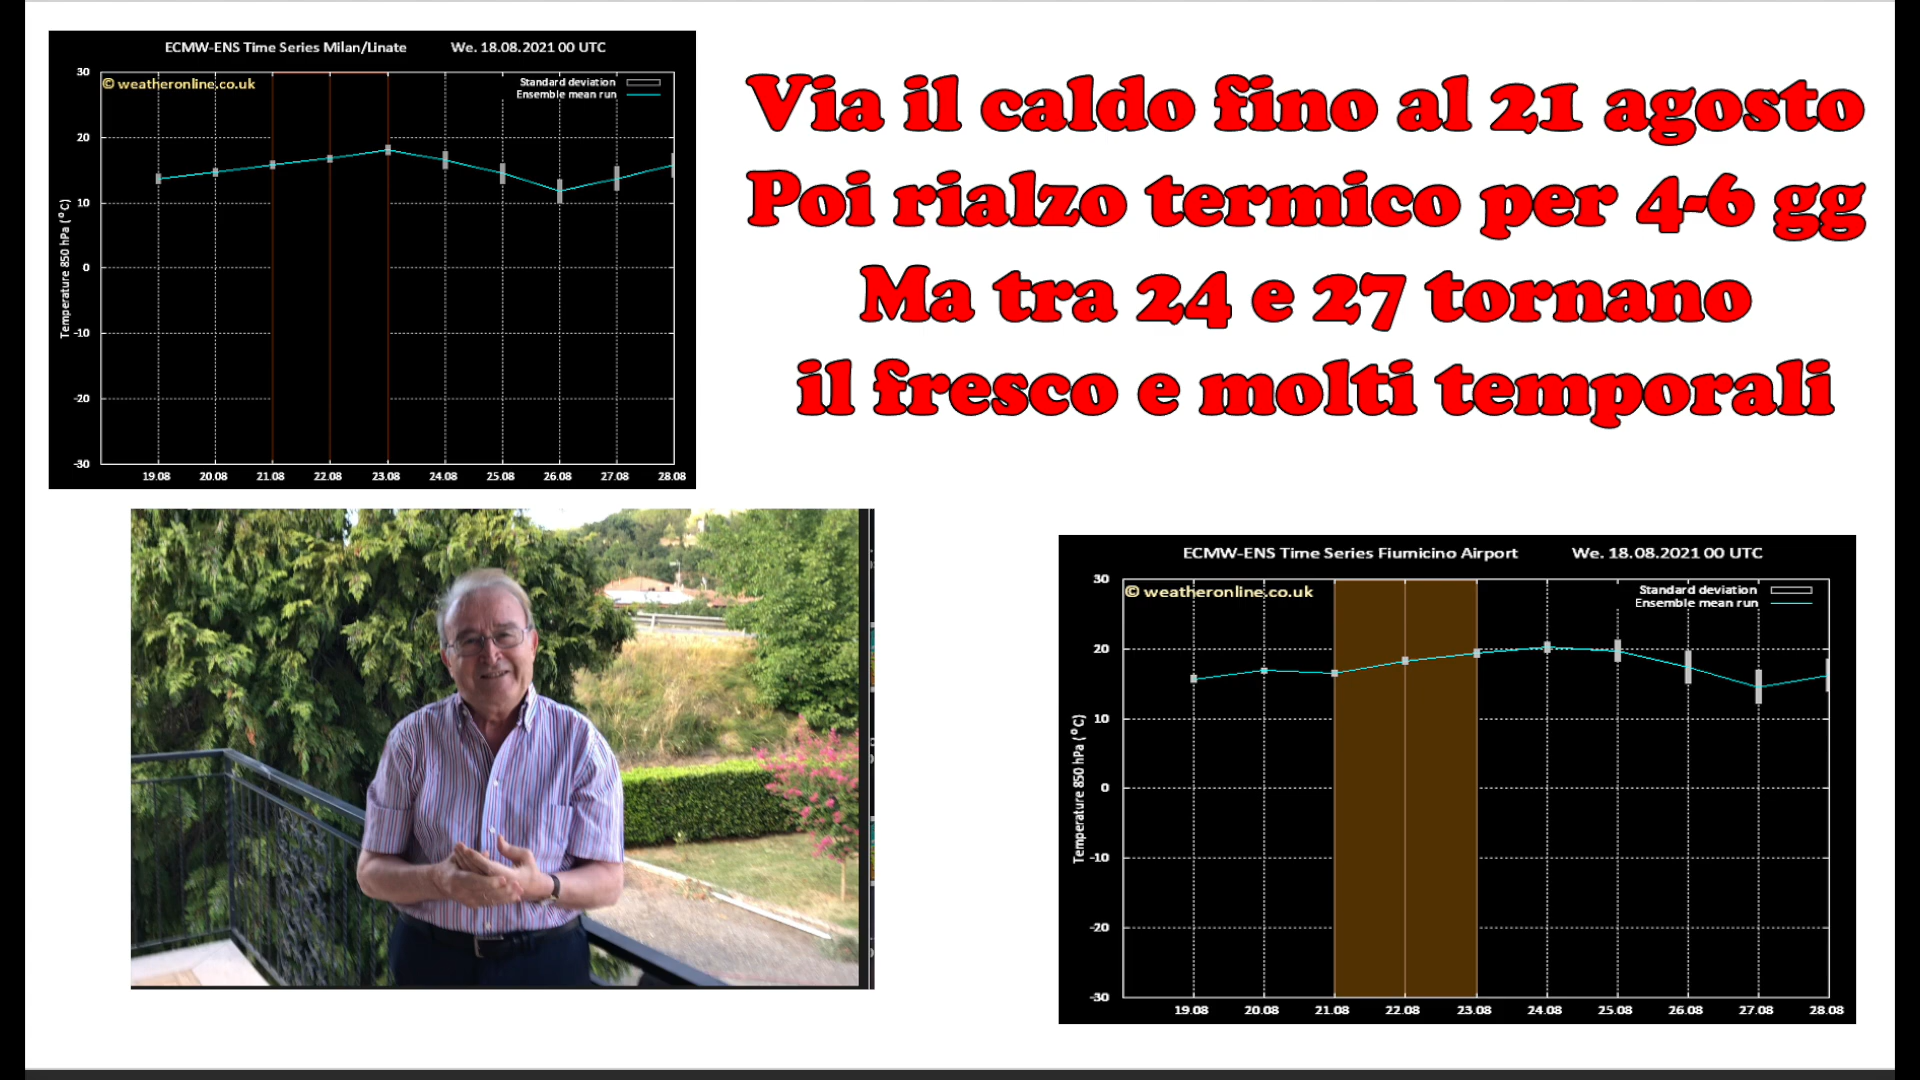 ECMW-ENS Time Series Milan/Linate We. 18.08.2021 00 UTC
© weatheronline.co.uk
Standard deviation
Ensemble mean run
30
20
10
0
-10
-20
-30
Temperature 850 hPa (°C)
19.08 20.08 21.08 22.08 23.08 24.08 25.08 26.08 27.08 28.08
Via il caldo fino al 21 agosto
Poi rialzo termico per 4-6 gg
Ma tra 24 e 27 tornano
il fresco e molti temporali
ECMW-ENS Time Series Fiumicino Airport We. 18.08.2021 00 UTC
© weatheronline.co.uk
Standard deviation
Ensemble mean run
30
20
10
0
-10
-20
-30
Temperature 850 hPa (°C)
19.08 20.08 21.08 22.08 23.08 24.08 25.08 26.08 27.08 28.08